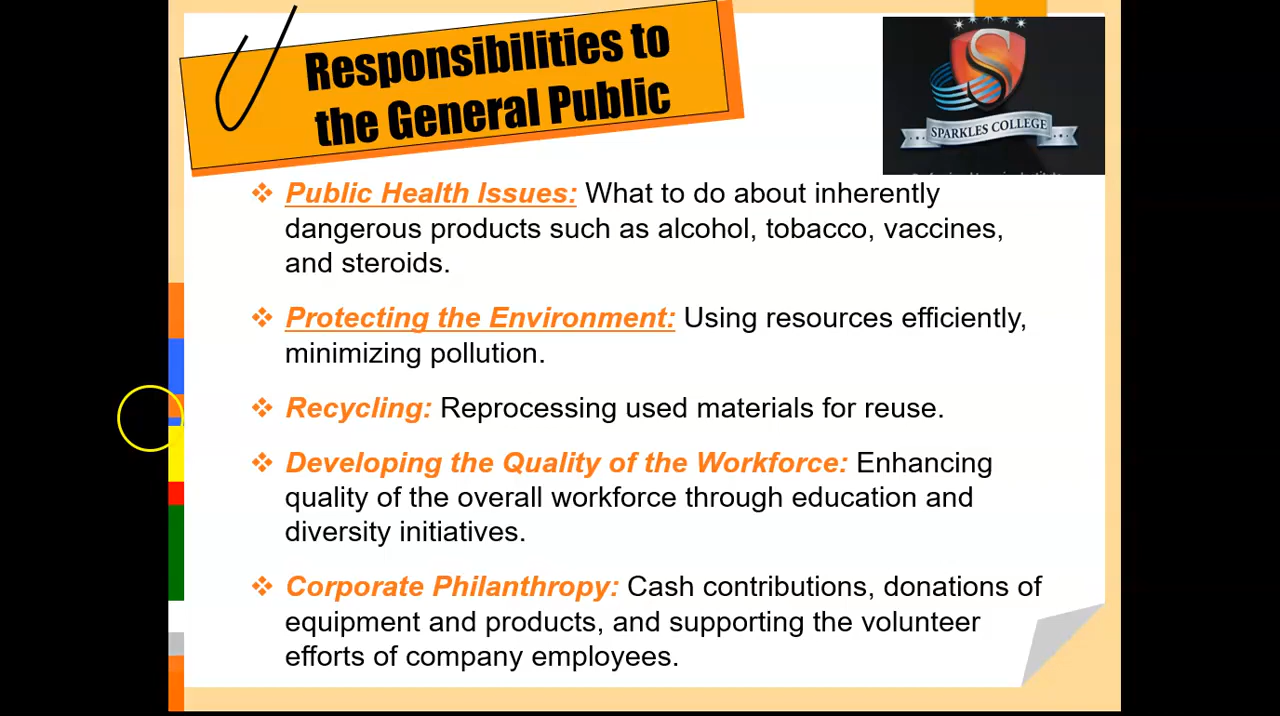 Responsibilities to
the General Public
SPARKLES COLLEGE
❖ Public Health Issues: What to do about inherently
dangerous products such as alcohol, tobacco, vaccines,
and steroids.
❖ Protecting the Environment: Using resources efficiently,
minimizing pollution.
❖ Recycling: Reprocessing used materials for reuse.
❖ Developing the Quality of the Workforce: Enhancing
quality of the overall workforce through education and
diversity initiatives.
❖ Corporate Philanthropy: Cash contributions, donations of
equipment and products, and supporting the volunteer
efforts of company employees.